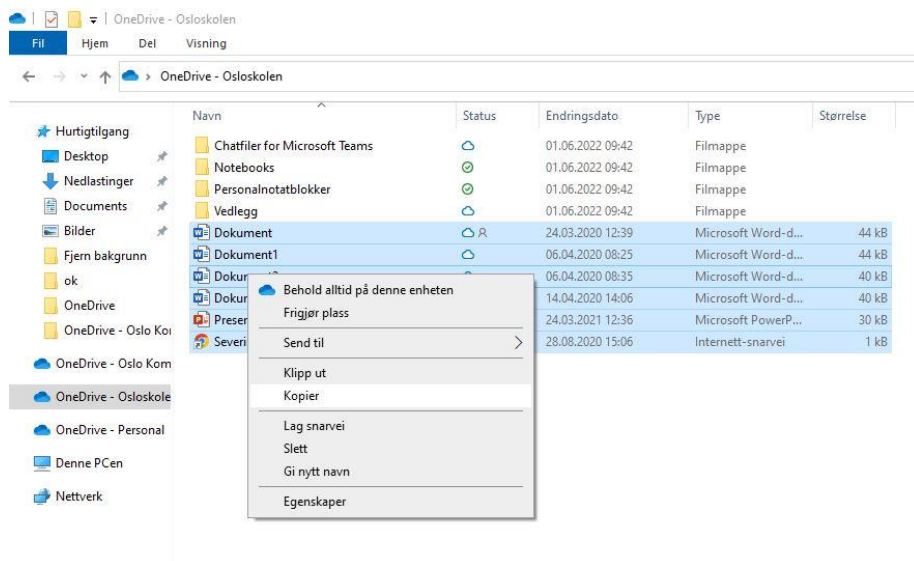 OneDrive - Osloskolen
Fil Hjem Del Visning
OneDrive - Osloskolen
Navn Status Endringsdato Type Størrelse
Hurtigtilgang
Desktop
Nedlastinger
Documents
Bilder
Fjern bakgrunn
ok
OneDrive
OneDrive - Oslo Ko
OneDrive - Oslo Kom
OneDrive - Osloskole
OneDrive - Personal
Denne PCen
Nettverk
Chatfiler for Microsoft Teams 01.06.2022 09:42 Filmappe
Notebooks 01.06.2022 09:42 Filmappe
Personalnotatblokker 01.06.2022 09:42 Filmappe
Vedlegg 01.06.2022 09:42 Filmappe
Dokument 24.03.2020 12:39 Microsoft Word-d... 44 kB
Dokument1 06.04.2020 08:25 Microsoft Word-d... 44 kB
06.04.2020 08:35 Microsoft Word-d... 40 kB
Dokur 14.04.2020 14:06 Microsoft Word-d... 40 kB
Preser 24.03.2021 12:36 Microsoft PowerP... 30 kB
Severi 28.08.2020 15:06 Internett-snarvei 1 kB
Behold alltid på denne enheten
Frigjør plass
Send til
Klipp ut
Kopier
Lag snarvei
Slett
Gi nytt navn
Egenskaper